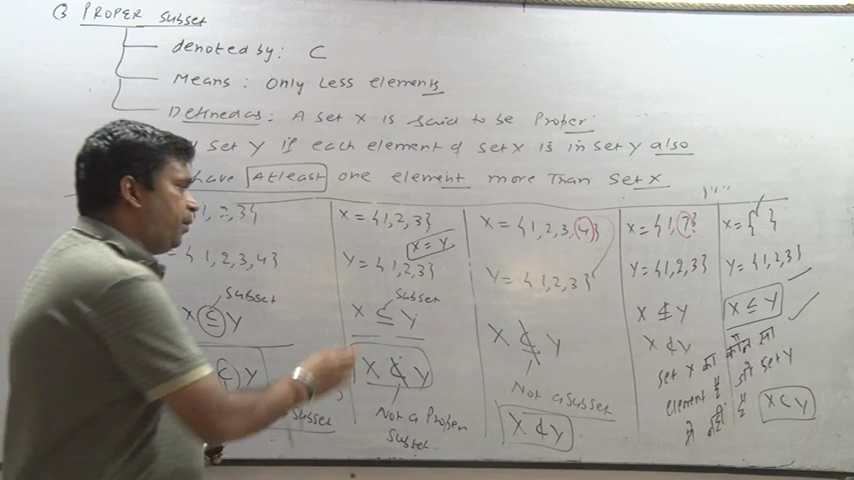 ③ PROPER Subset
denoted by: ⊂
Means: Only Less elements
Defined as: A set X is said to be Proper
set Y if each element of set X is in set Y also
have Atleast one element more Than set X
1, 2, 3}
= {1, 2, 3, 4}
Subset
X ⊆ Y
⊂) Y
Subset
X = {1, 2, 3}
X = Y
Y = {1, 2, 3}
Subset
X ⊆ Y
X ⊄ Y
Not a Proper
Subset
X = {1, 2, 3, 4}
Y = {1, 2, 3}
X ⊈ Y
Not a Subset
X ⊄ Y
X = {1, 7}
Y = {1, 2, 3}
X ⊈ Y
X ⊄ Y
X = { }
Y = {1, 2, 3}
X ⊆ Y
set X का कौन सा
element है जो set Y
में नहीं है
X ⊂ Y